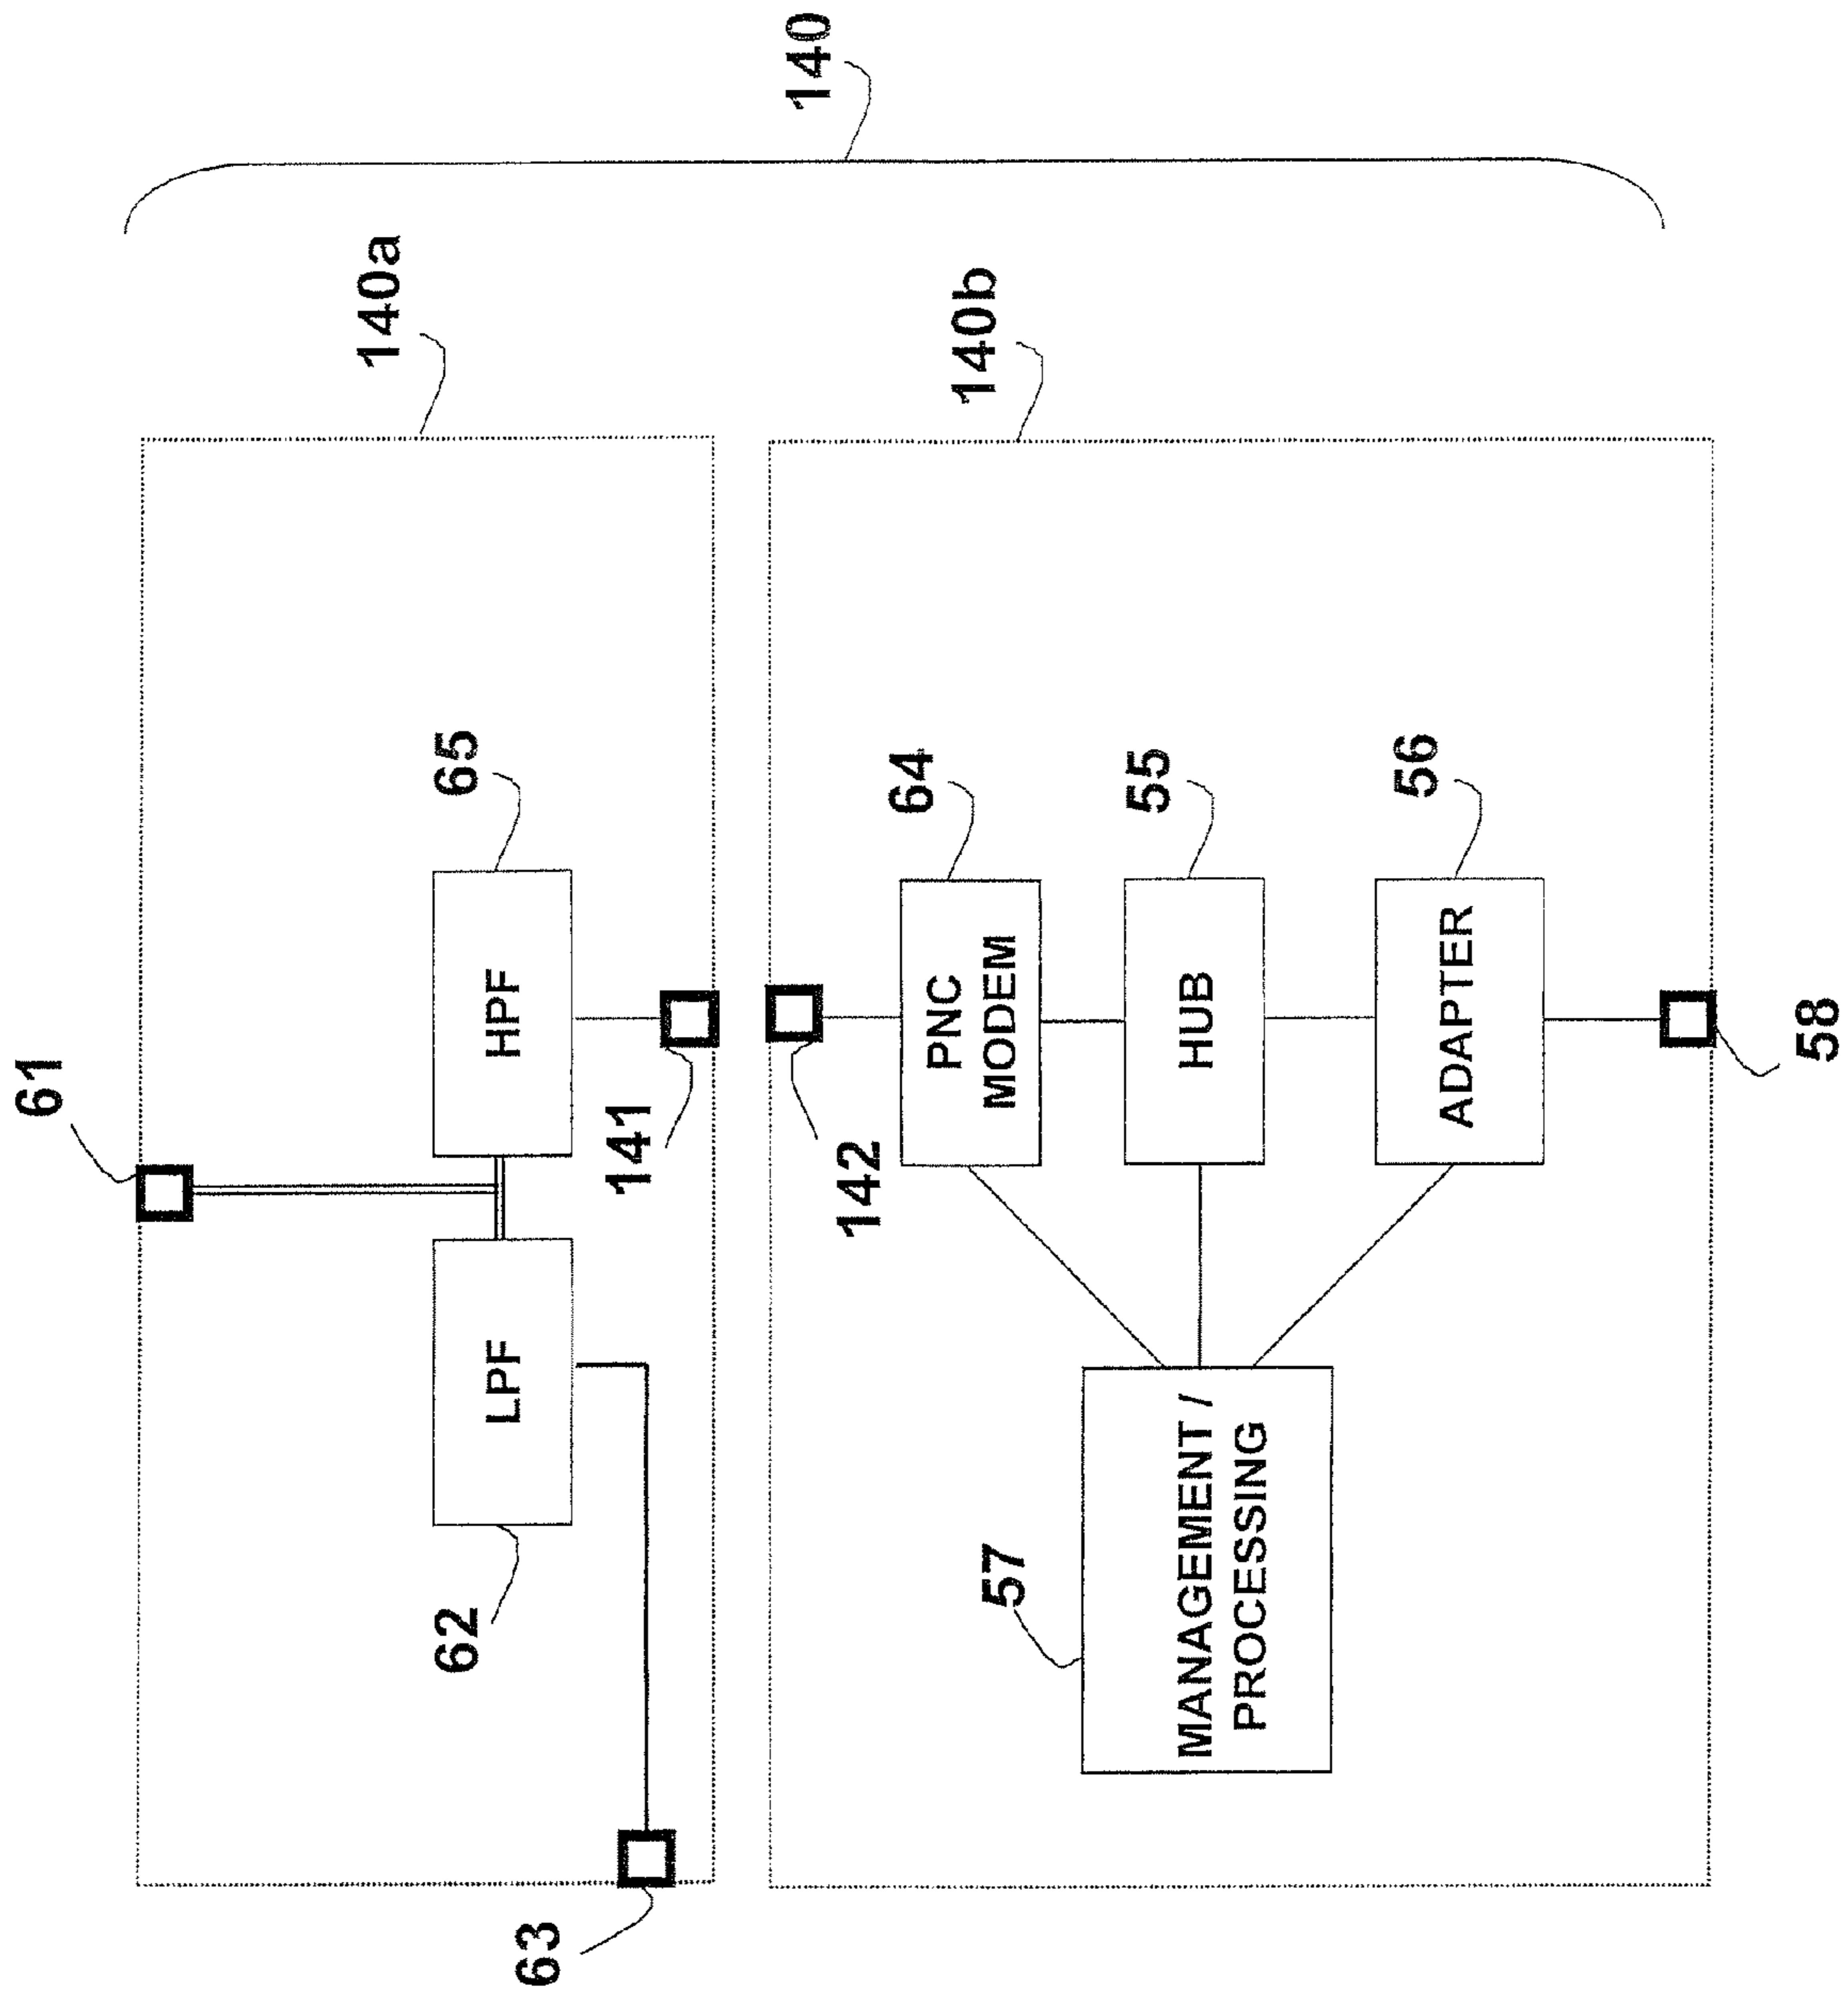 140
140a
61
65
HPF
LPF
62
141
63
140b
142
64
PNC
MODEM
55
HUB
56
ADAPTER
57
MANAGEMENT /
PROCESSING
58